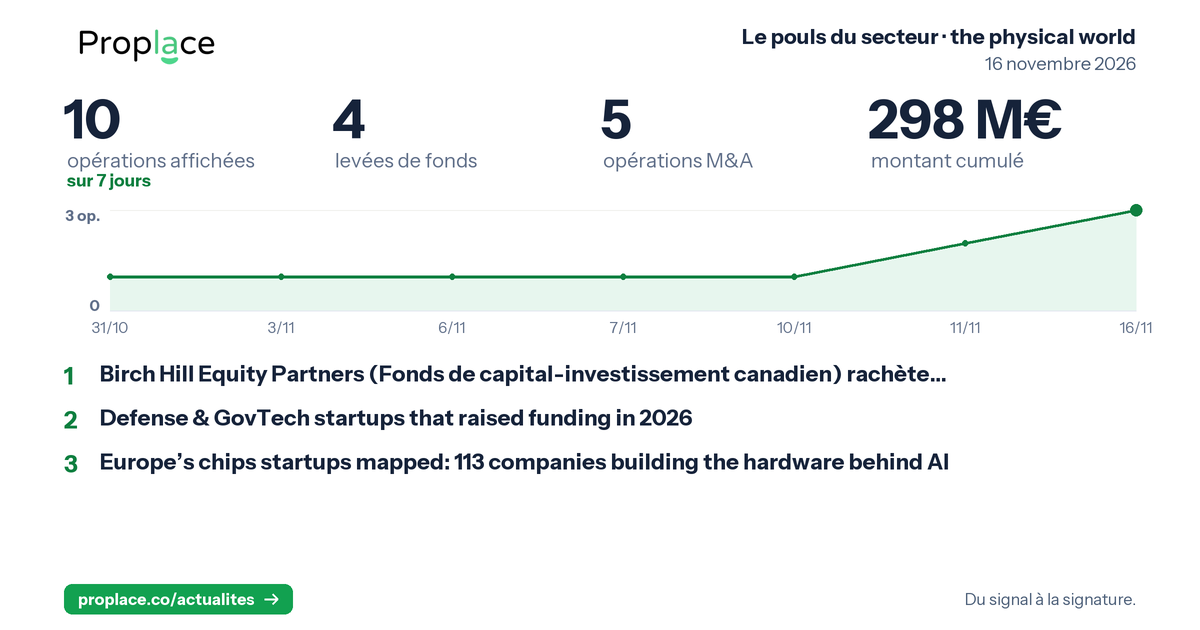 Proplace
Le pouls du secteur · the physical world
16 novembre 2026
10
opérations affichées
sur 7 jours
4
levées de fonds
5
opérations M&A
298 M€
montant cumulé
3 op.
0
31/10
3/11
6/11
7/11
10/11
11/11
16/11
1 Birch Hill Equity Partners (Fonds de capital-investissement canadien) rachète…
2 Defense & GovTech startups that raised funding in 2026
3 Europe’s chips startups mapped: 113 companies building the hardware behind AI
proplace.co/actualites →
Du signal à la signature.